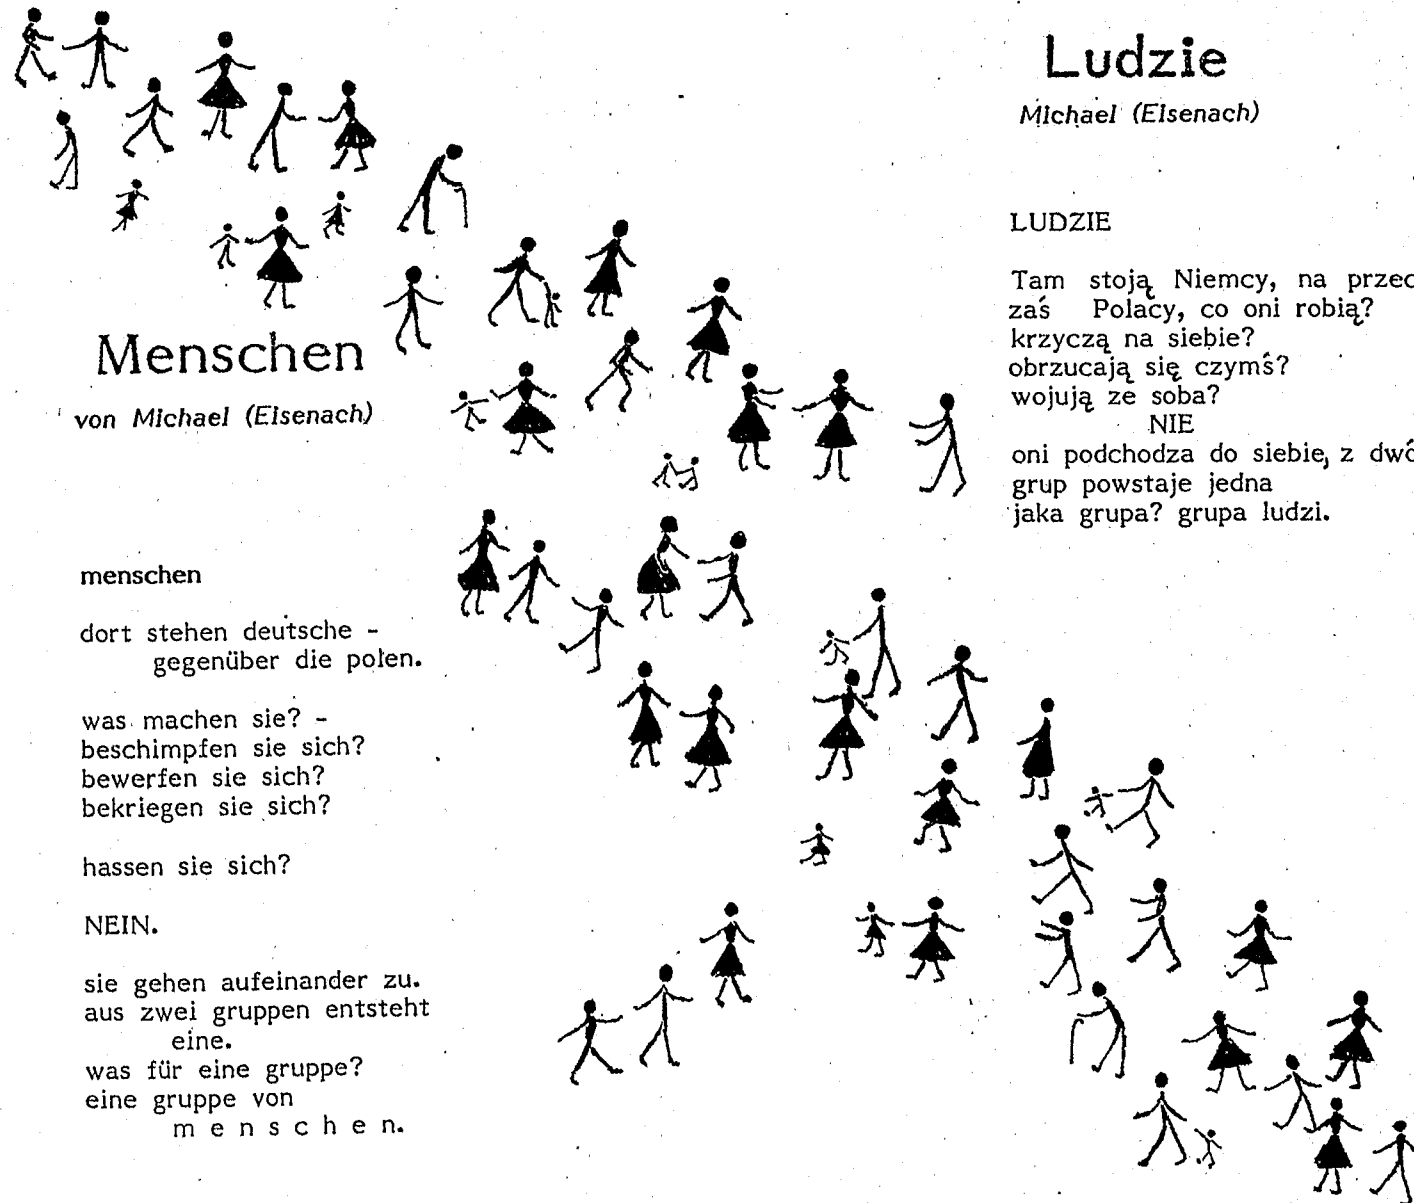 Menschen
von Michael (Eisenach)
menschen
dort stehen deutsche -
gegenüber die polen.
was machen sie? -
beschimpfen sie sich?
bewerfen sie sich?
bekriegen sie sich?
hassen sie sich?
NEIN.
sie gehen aufeinander zu.
aus zwei gruppen entsteht
eine.
was für eine gruppe?
eine gruppe von
m e n s c h e n.
Ludzie
Michael (Eisenach)
LUDZIE
Tam stoją Niemcy, na
zaś Polacy, co oni robią?
krzyczą na siebie?
obrzucają się czymś?
wojują ze soba?
NIE
oni podchodza do siebie, z
grup powstaje jedna
jaka grupa? grupa ludzi.